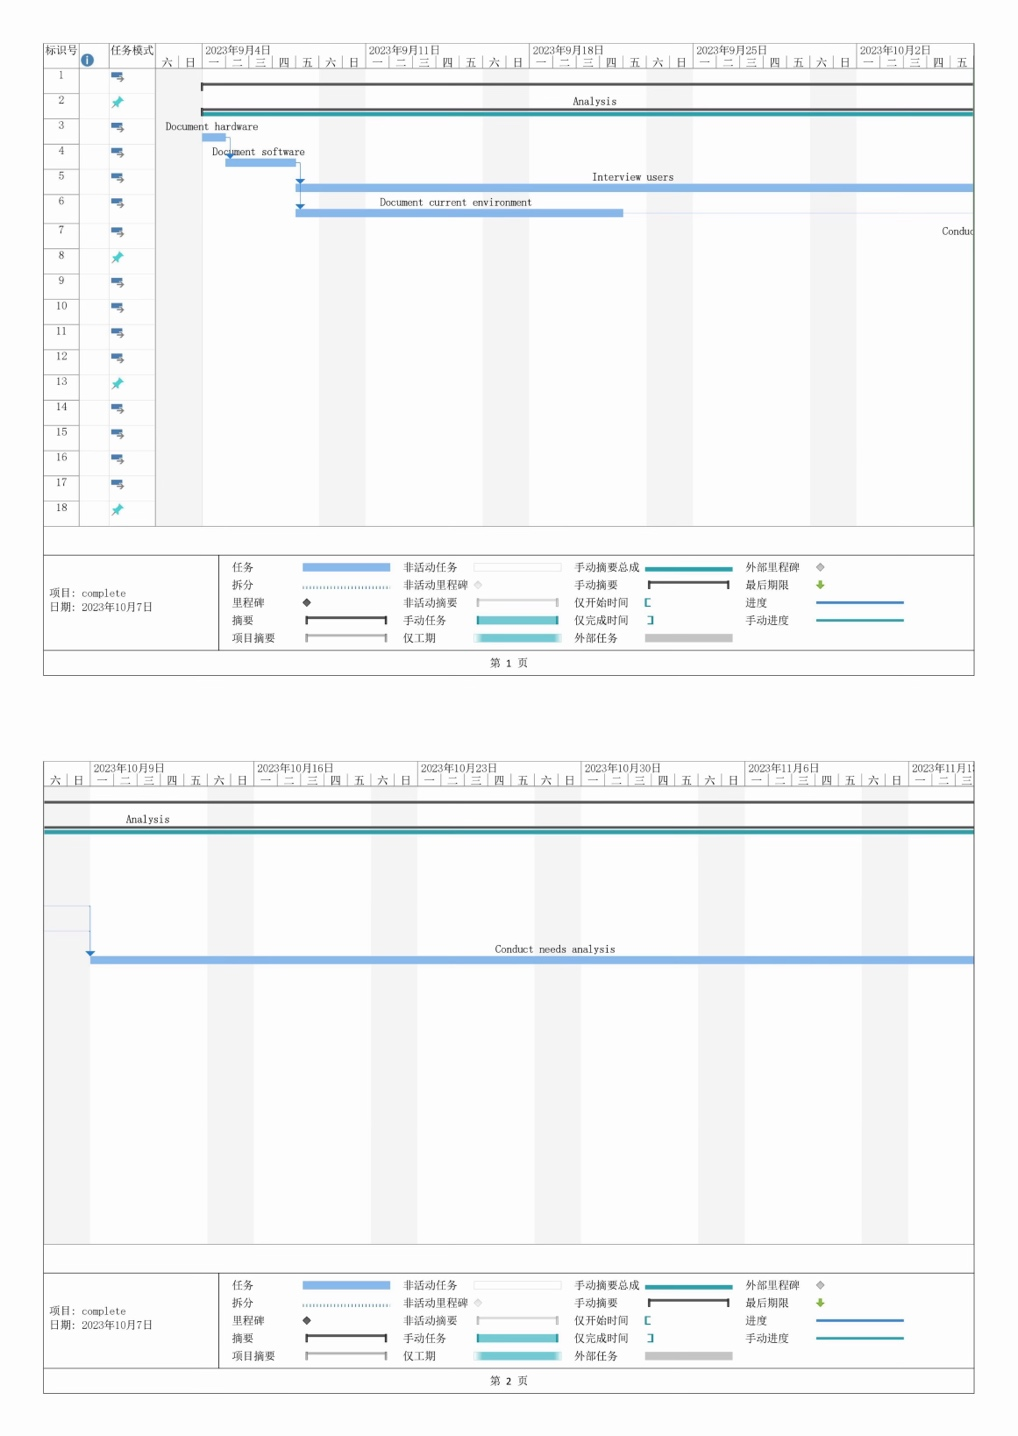 标识号 任务模式 2023年9月4日 2023年9月11日 2023年9月18日 2023年9月25日 2023年10月2日
六 日 一 二 三 四 五 六 日 一 二 三 四 五 六 日 一 二 三 四 五 六 日 一 二 三 四 五 六 日 一 二 三 四 五
1
2 Analysis
3 Document hardware
4 Document software
5 Interview users
6 Document current environment
7 Conduc
8
9
10
11
12
13
14
15
16
17
18
项目: complete
日期: 2023年10月7日
任务 非活动任务 手动摘要总成 外部里程碑
拆分 非活动里程碑 手动摘要 最后期限
里程碑 非活动摘要 仅开始时间 进度
摘要 手动任务 仅完成时间 手动进度
项目摘要 仅工期 外部任务
第 1 页
2023年10月9日 2023年10月16日 2023年10月23日 2023年10月30日 2023年11月6日 2023年11月1
六 日 一 二 三 四 五 六 日 一 二 三 四 五 六 日 一 二 三 四 五 六 日 一 二 三 四 五 六 日 一 二 三 四 五 六 日 一 二 三
Analysis
Conduct needs analysis
项目: complete
日期: 2023年10月7日
任务 非活动任务 手动摘要总成 外部里程碑
拆分 非活动里程碑 手动摘要 最后期限
里程碑 非活动摘要 仅开始时间 进度
摘要 手动任务 仅完成时间 手动进度
项目摘要 仅工期 外部任务
第 2 页